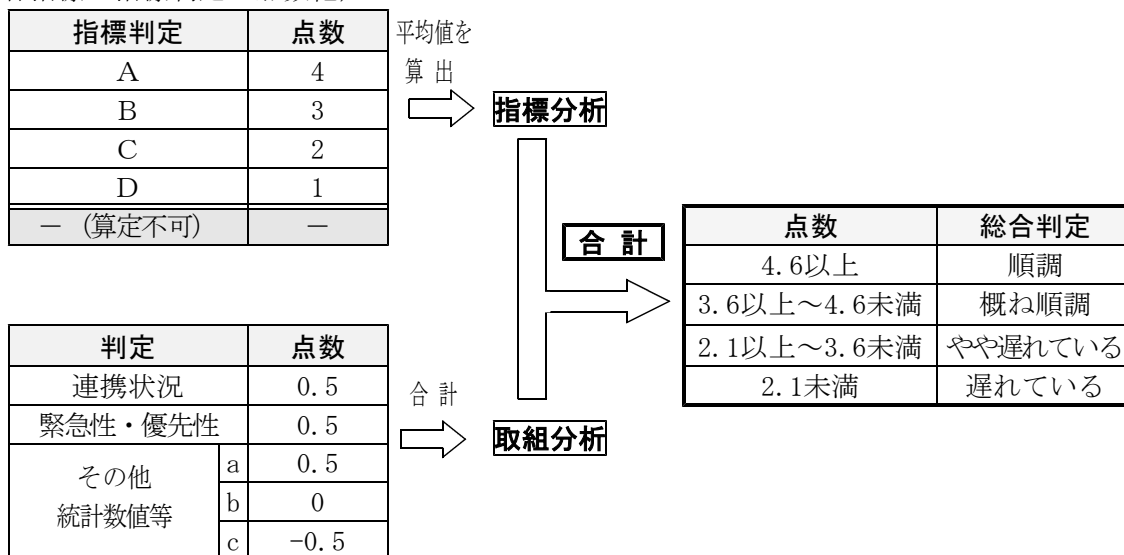 指標判定 点数
A 4
B 3
C 2
D 1
― (算定不可) ―
平均値を
算 出
指標分析
合 計
点数 総合判定
4.6以上 順調
3.6以上～4.6未満 概ね順調
2.1以上～3.6未満 やや遅れている
2.1未満 遅れている
判定 点数
連携状況 0.5
緊急性・優先性 0.5
その他
統計数値等
a 0.5
b 0
c -0.5
合 計
取組分析